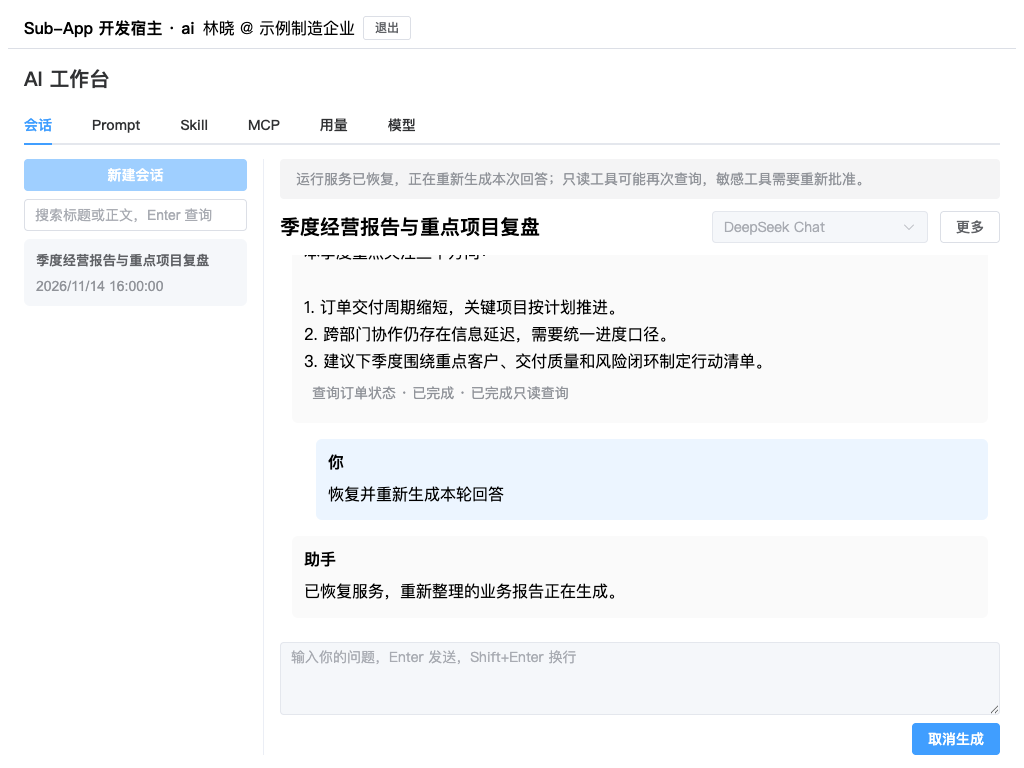 Sub-App 开发宿主 · ai 林晓 @ 示例制造企业 退出
AI 工作台
会话 Prompt Skill MCP 用量 模型
新建会话
搜索标题或正文，Enter 查询
季度经营报告与重点项目复盘
2026/11/14 16:00:00
运行服务已恢复，正在重新生成本次回答；只读工具可能再次查询，敏感工具需要重新批准。
季度经营报告与重点项目复盘
DeepSeek Chat
更多
1. 订单交付周期缩短，关键项目按计划推进。
2. 跨部门协作仍存在信息延迟，需要统一进度口径。
3. 建议下季度围绕重点客户、交付质量和风险闭环制定行动清单。
查询订单状态 · 已完成 · 已完成只读查询
你
恢复并重新生成本轮回答
助手
已恢复服务，重新整理的业务报告正在生成。
输入你的问题，Enter 发送，Shift+Enter 换行
取消生成